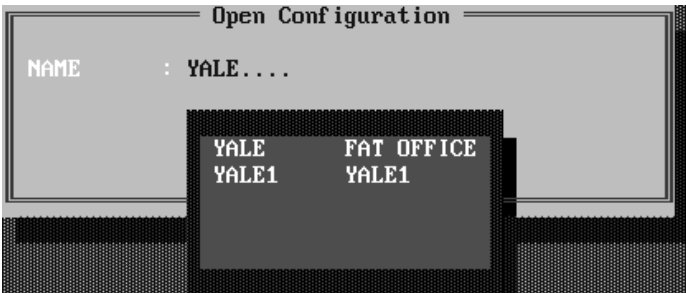 Open Configuration
NAME : YALE....
YALE FAT OFFICE
YALE1 YALE1